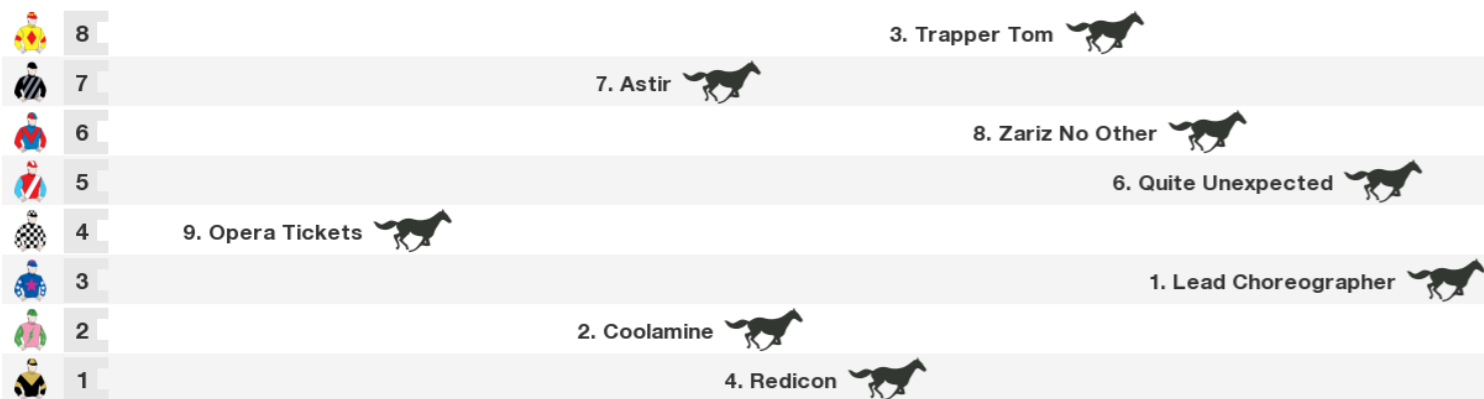 8 3. Trapper Tom
7 7. Astir
6 8. Zariz No Other
5 6. Quite Unexpected
4 9. Opera Tickets
3 1. Lead Choreographer
2 2. Coolamine
1 4. Redicon